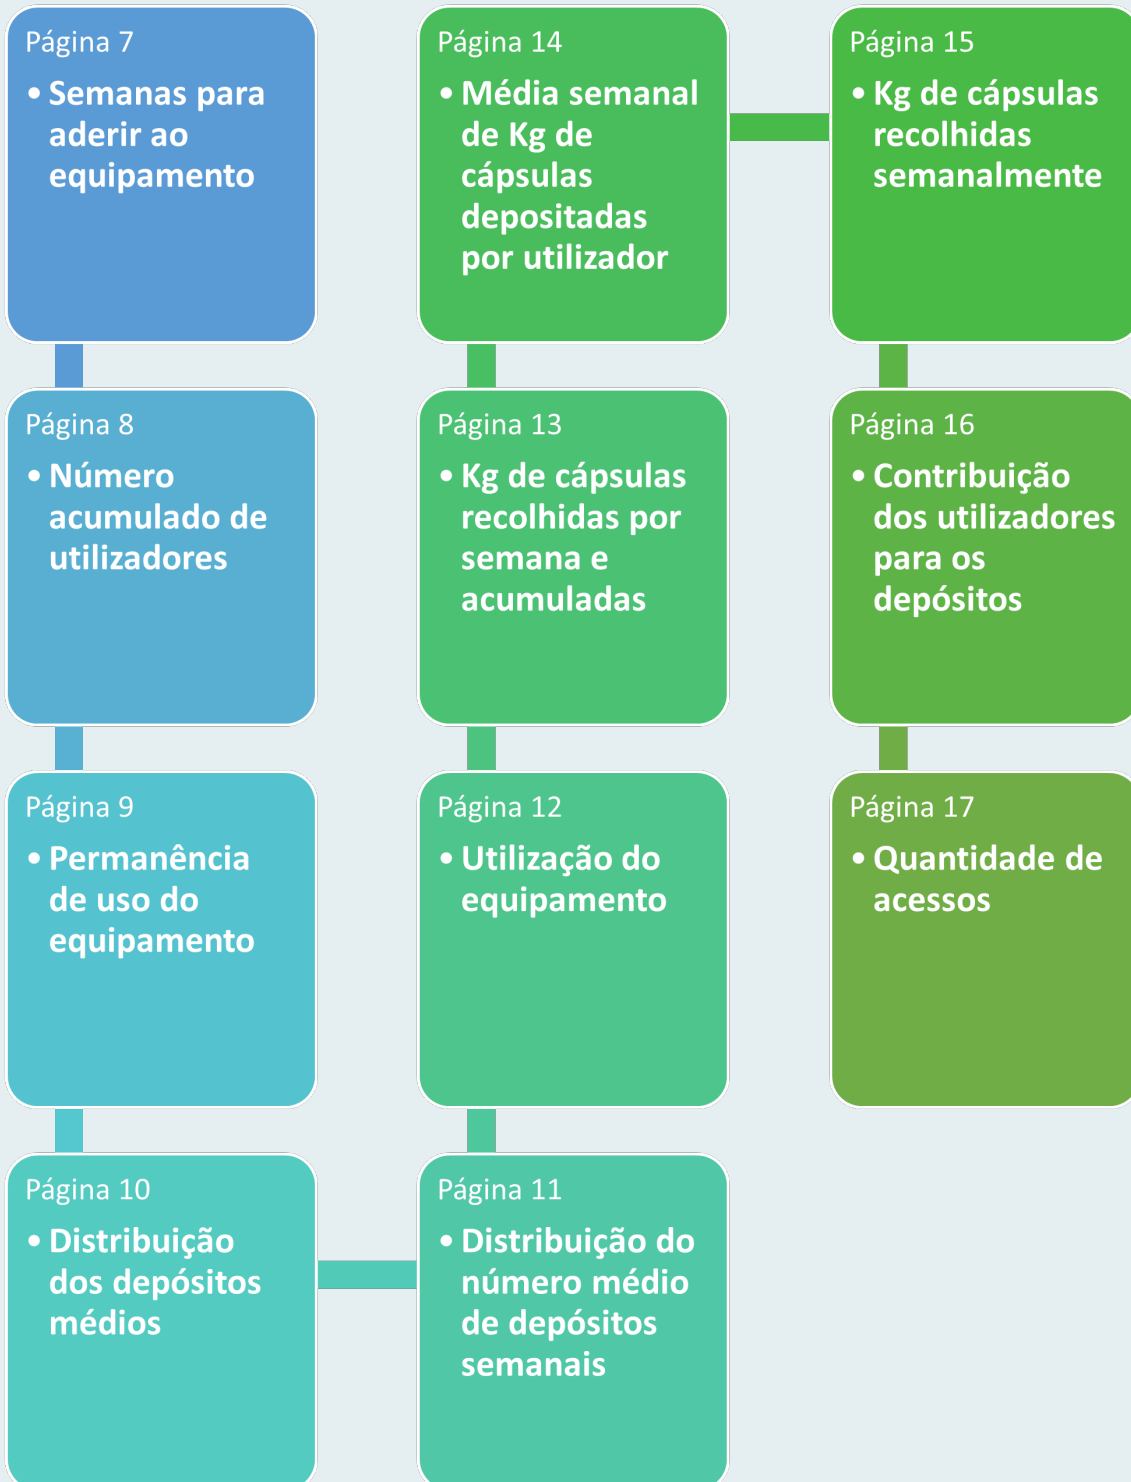 Página 7
• Semanas para
aderir ao
equipamento
Página 8
• Número
acumulado de
utilizadores
Página 9
• Permanência
de uso do
equipamento
Página 10
• Distribuição
dos depósitos
médios
Página 11
• Distribuição do
número médio
de depósitos
semanais
Página 12
• Utilização do
equipamento
Página 13
• Kg de cápsulas
recolhidas por
semana e
acumuladas
Página 14
• Média semanal
de Kg de
cápsulas
depositadas
por utilizador
Página 15
• Kg de cápsulas
recolhidas
semanalmente
Página 16
• Contribuição
dos utilizadores
para os
depósitos
Página 17
• Quantidade de
acessos